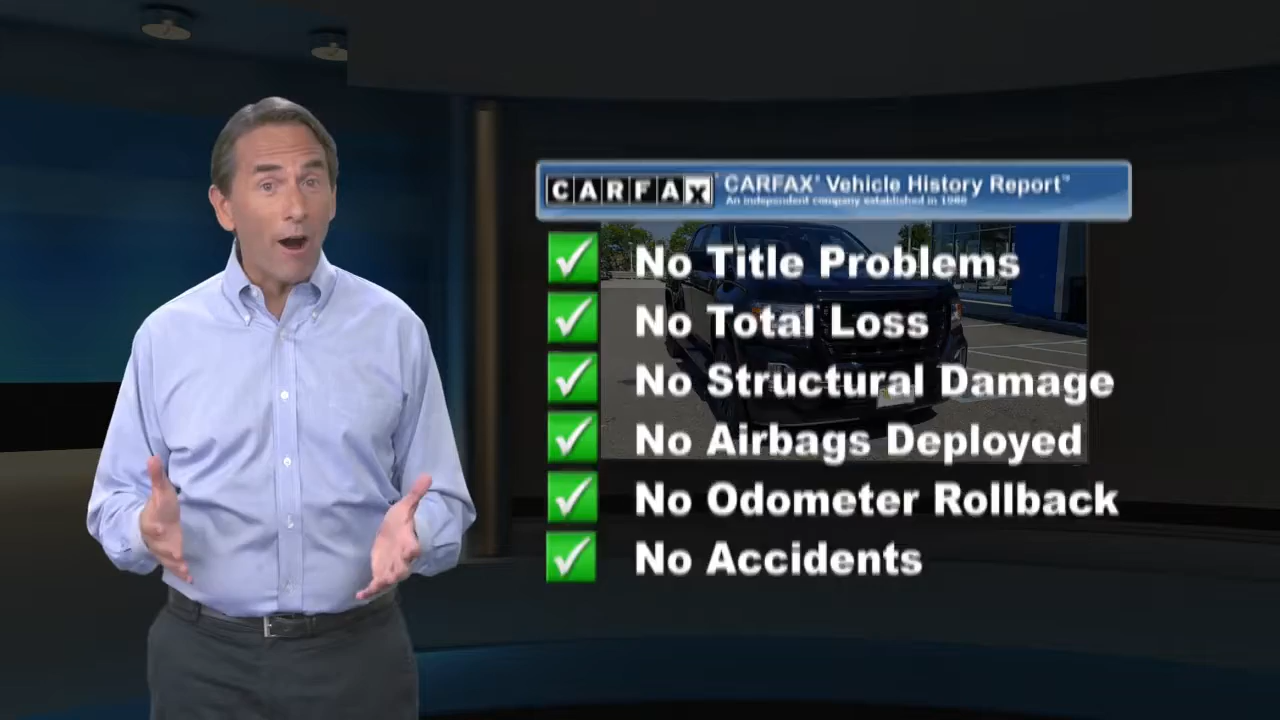 CARFAX CARFAX® Vehicle History Report™
An independent company established in 1986
No Title Problems
No Total Loss
No Structural Damage
No Airbags Deployed
No Odometer Rollback
No Accidents